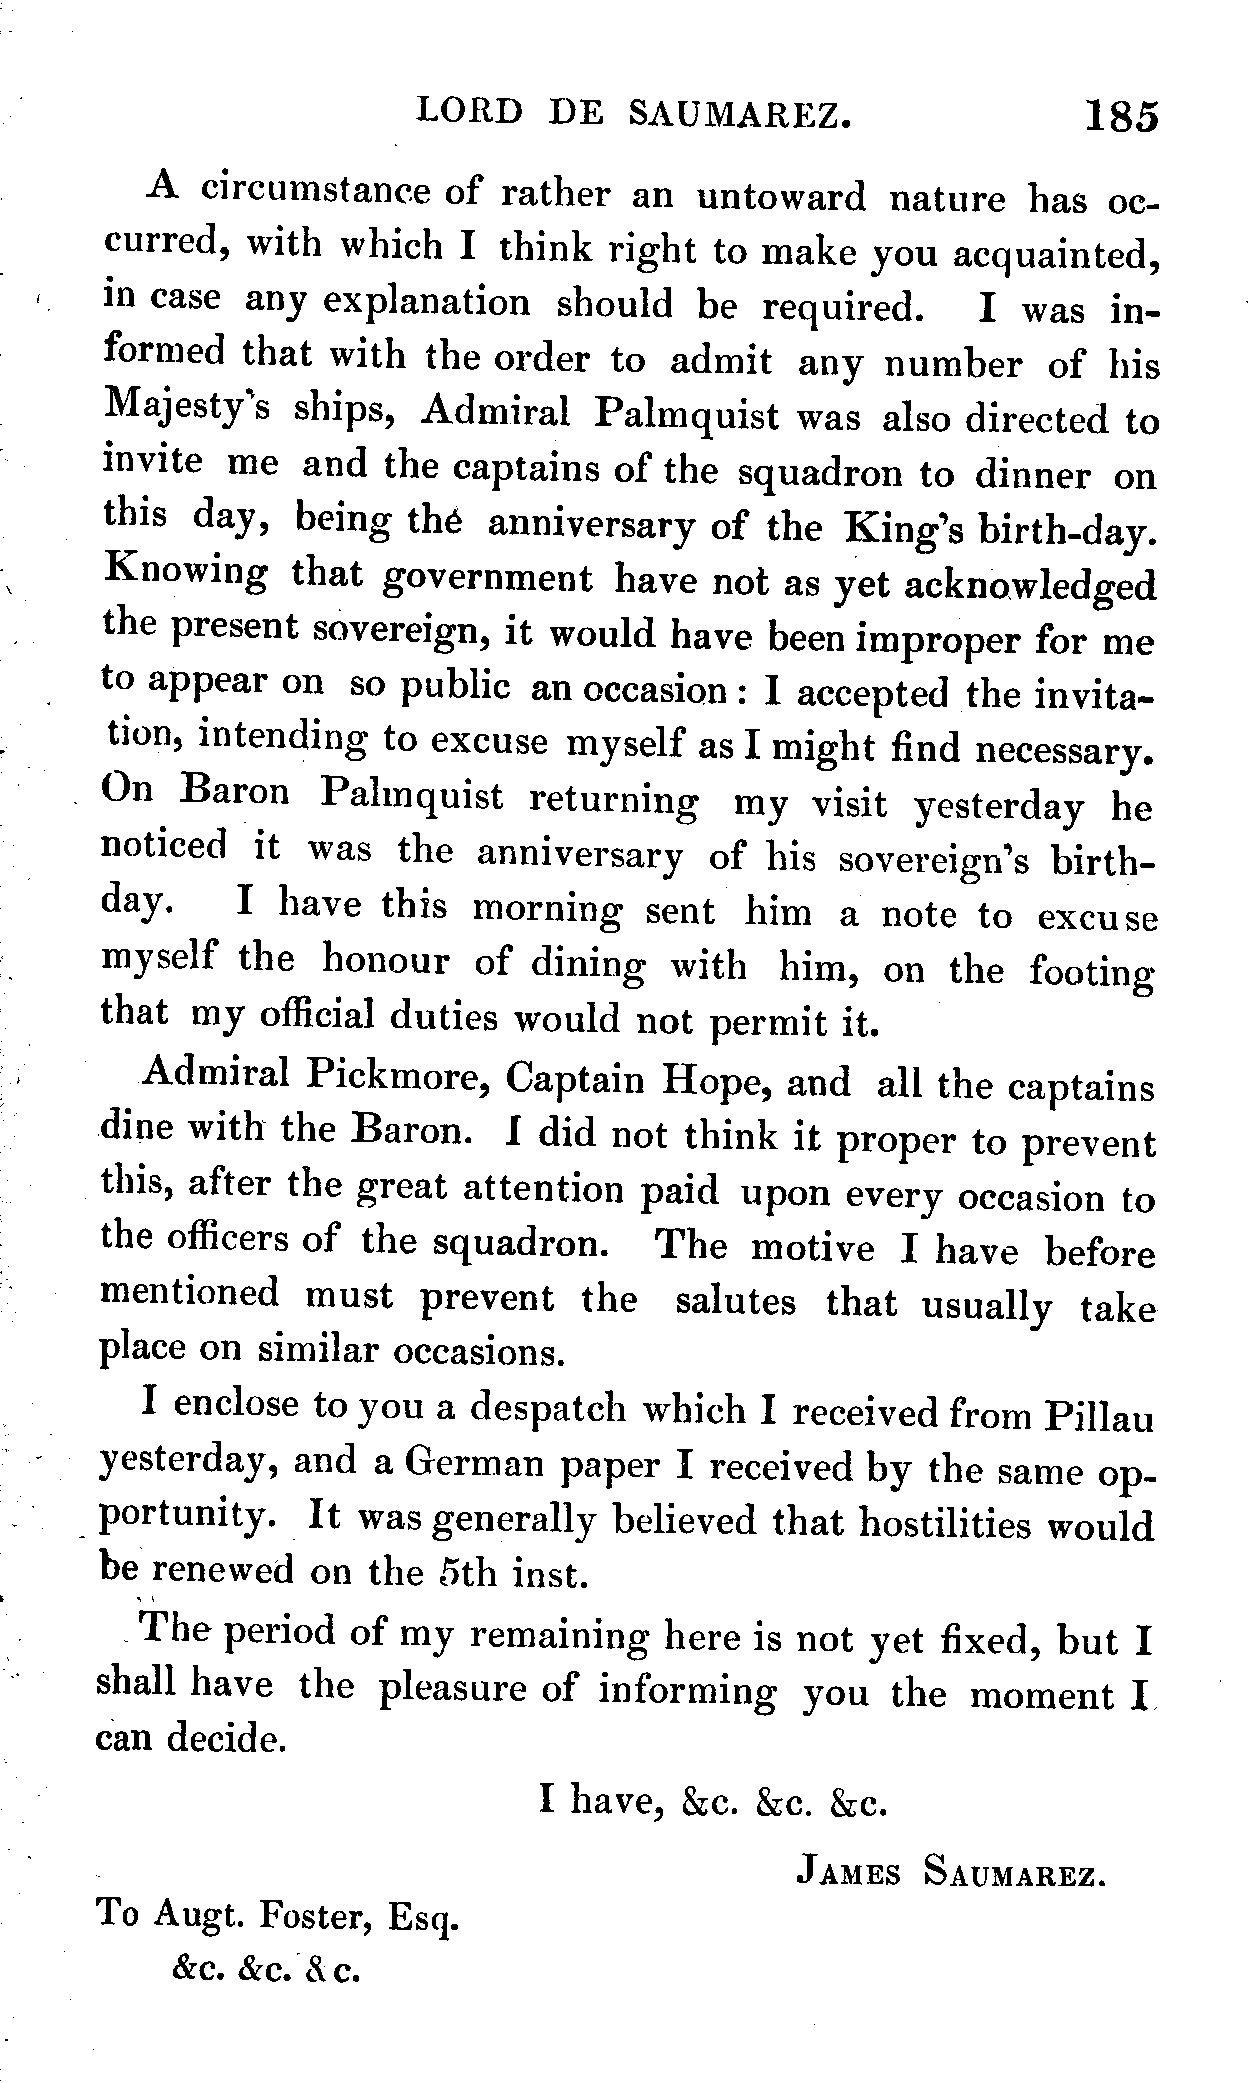 LORD DE SAUMAREZ. 185
A circumstance of rather an untoward nature has oc-
curred, with which I think right to make you acquainted,
in case any explanation should be required. I was in-
formed that with the order to admit any number of his
Majesty's ships, Admiral Palmquist was also directed to
invite me and the captains of the squadron to dinner on
this day, being the anniversary of the King's birth-day.
Knowing that government have not as yet acknowledged
the present sovereign, it would have been improper for me
to appear on so public an occasion: I accepted the invita-
tion, intending to excuse myself as I might find necessary.
On Baron Palmquist returning my visit yesterday he
noticed it was the anniversary of his sovereign's birth-
day. I have this morning sent him a note to excuse
myself the honour of dining with him, on the footing
that my official duties would not permit it.
Admiral Pickmore, Captain Hope, and all the captains
dine with the Baron. I did not think it proper to prevent
this, after the great attention paid upon every occasion to
the officers of the squadron. The motive I have before
mentioned must prevent the salutes that usually take
place on similar occasions.
I enclose to you a despatch which I received from Pillau
yesterday, and a German paper I received by the same op-
portunity. It was generally believed that hostilities would
be renewed on the 5th inst.
The period of my remaining here is not yet fixed, but I
shall have the pleasure of informing you the moment I
can decide.
I have, &c. &c. &c.
JAMES SAUMAREZ.
To Augt. Foster, Esq.
&c. &c. &c.